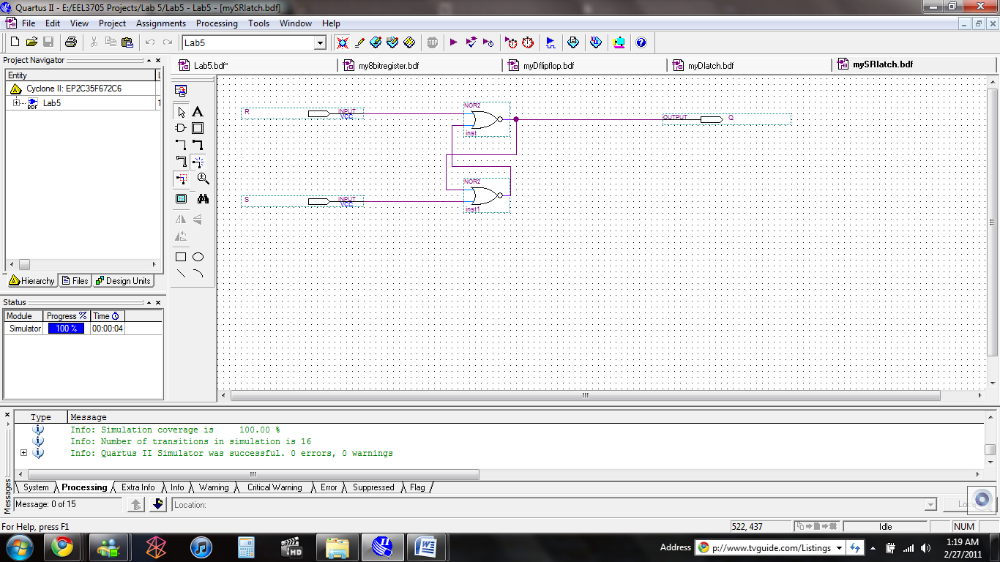 Quartus II - E:/EEL3705 Projects/Lab 5/Lab5 - Lab5 - [mySRlatch.bdf]
File Edit View Project Assignments Processing Tools Window Help
Lab5
STOP
Project Navigator
Entity
Cyclone II: EP2C35F672C6
BDF Lab5 1
Hierarchy Files Design Units
Lab5.bdf* my8bitregister.bdf myDflipflop.bdf myDlatch.bdf mySRlatch.bdf
A
NOR2
R INPUT
VCC
inst
OUTPUT Q
NOR2
S INPUT
VCC
inst1
Status
Module Progress % Time
Simulator 100 % 00:00:04
Type Message
Info: Simulation coverage is 100.00 %
Info: Number of transitions in simulation is 16
Info: Quartus II Simulator was successful. 0 errors, 0 warnings
System Processing Extra Info Info Warning Critical Warning Error Suppressed Flag
Messages
Message: 0 of 15 Location:
For Help, press F1 522, 437 Idle NUM
HD W Address p://www.tvguide.com/Listings 1:19 AM
2/27/2011